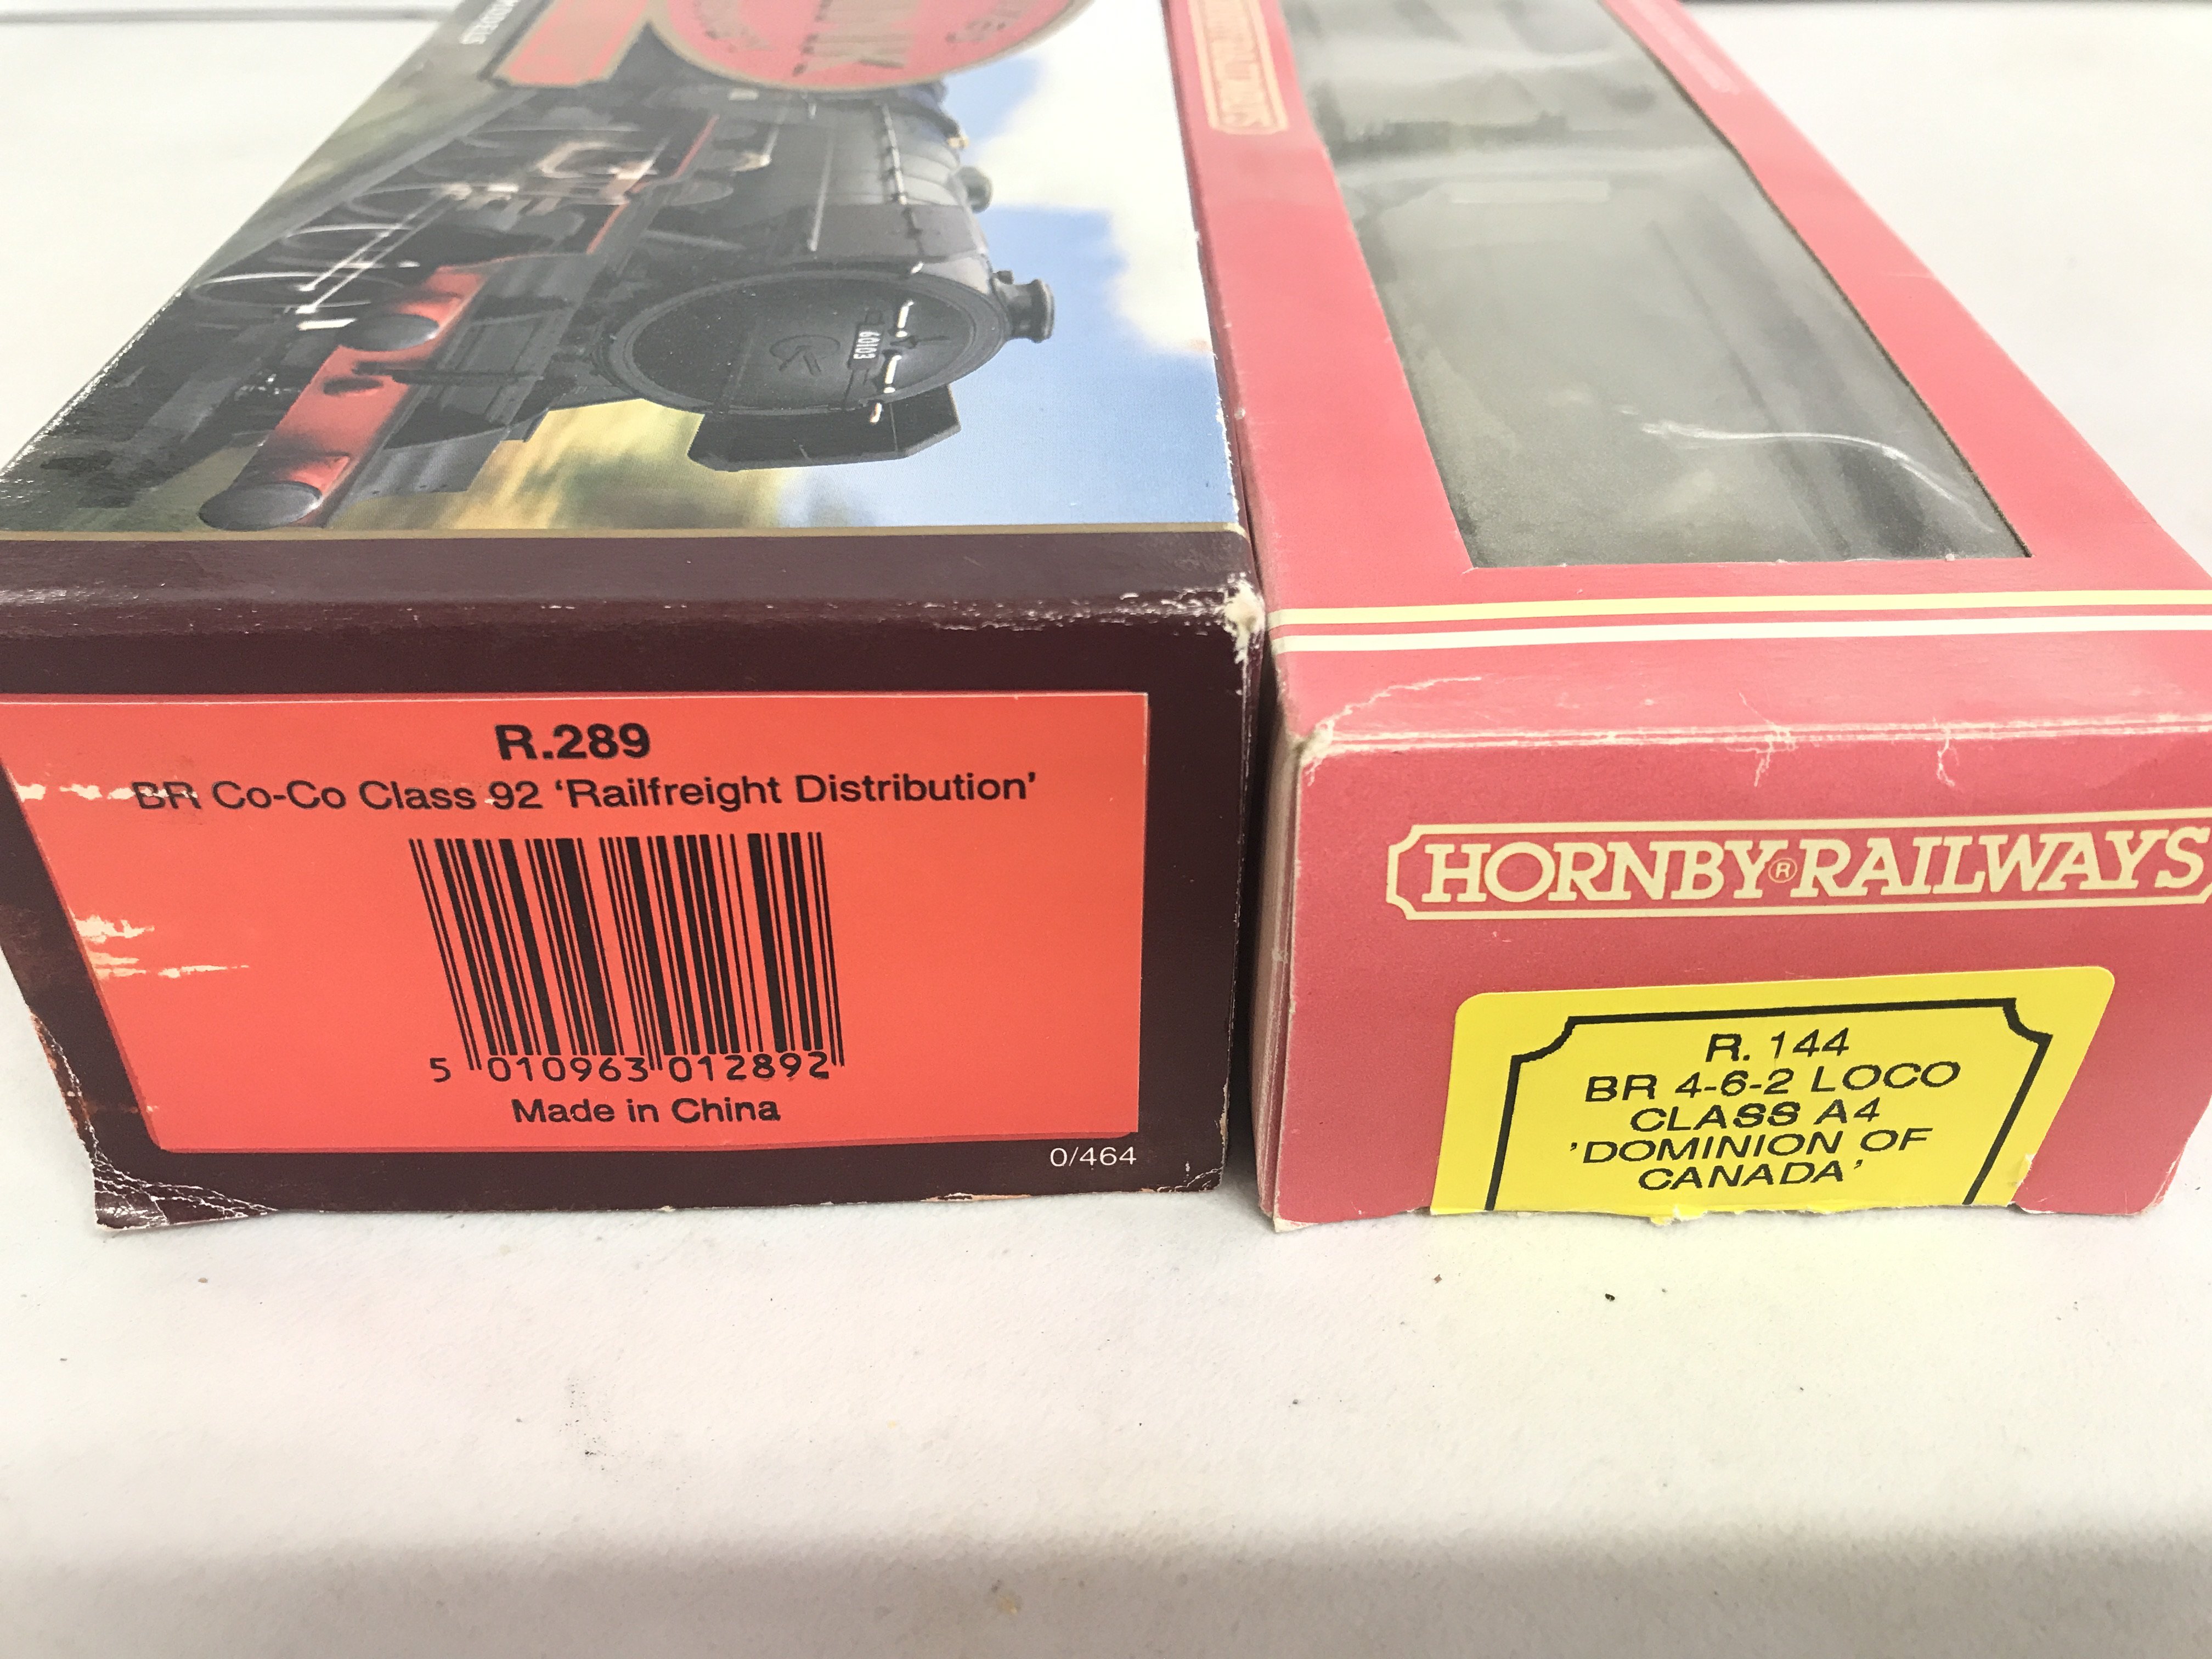 60103
R.289
BR Co-Co Class 92 ‘Railfreight Distribution’
5 010963 012892
Made in China
0/464
HORNBY® RAILWAYS
R. 144
BR 4-6-2 LOCO
CLASS A4
'DOMINION OF
CANADA'